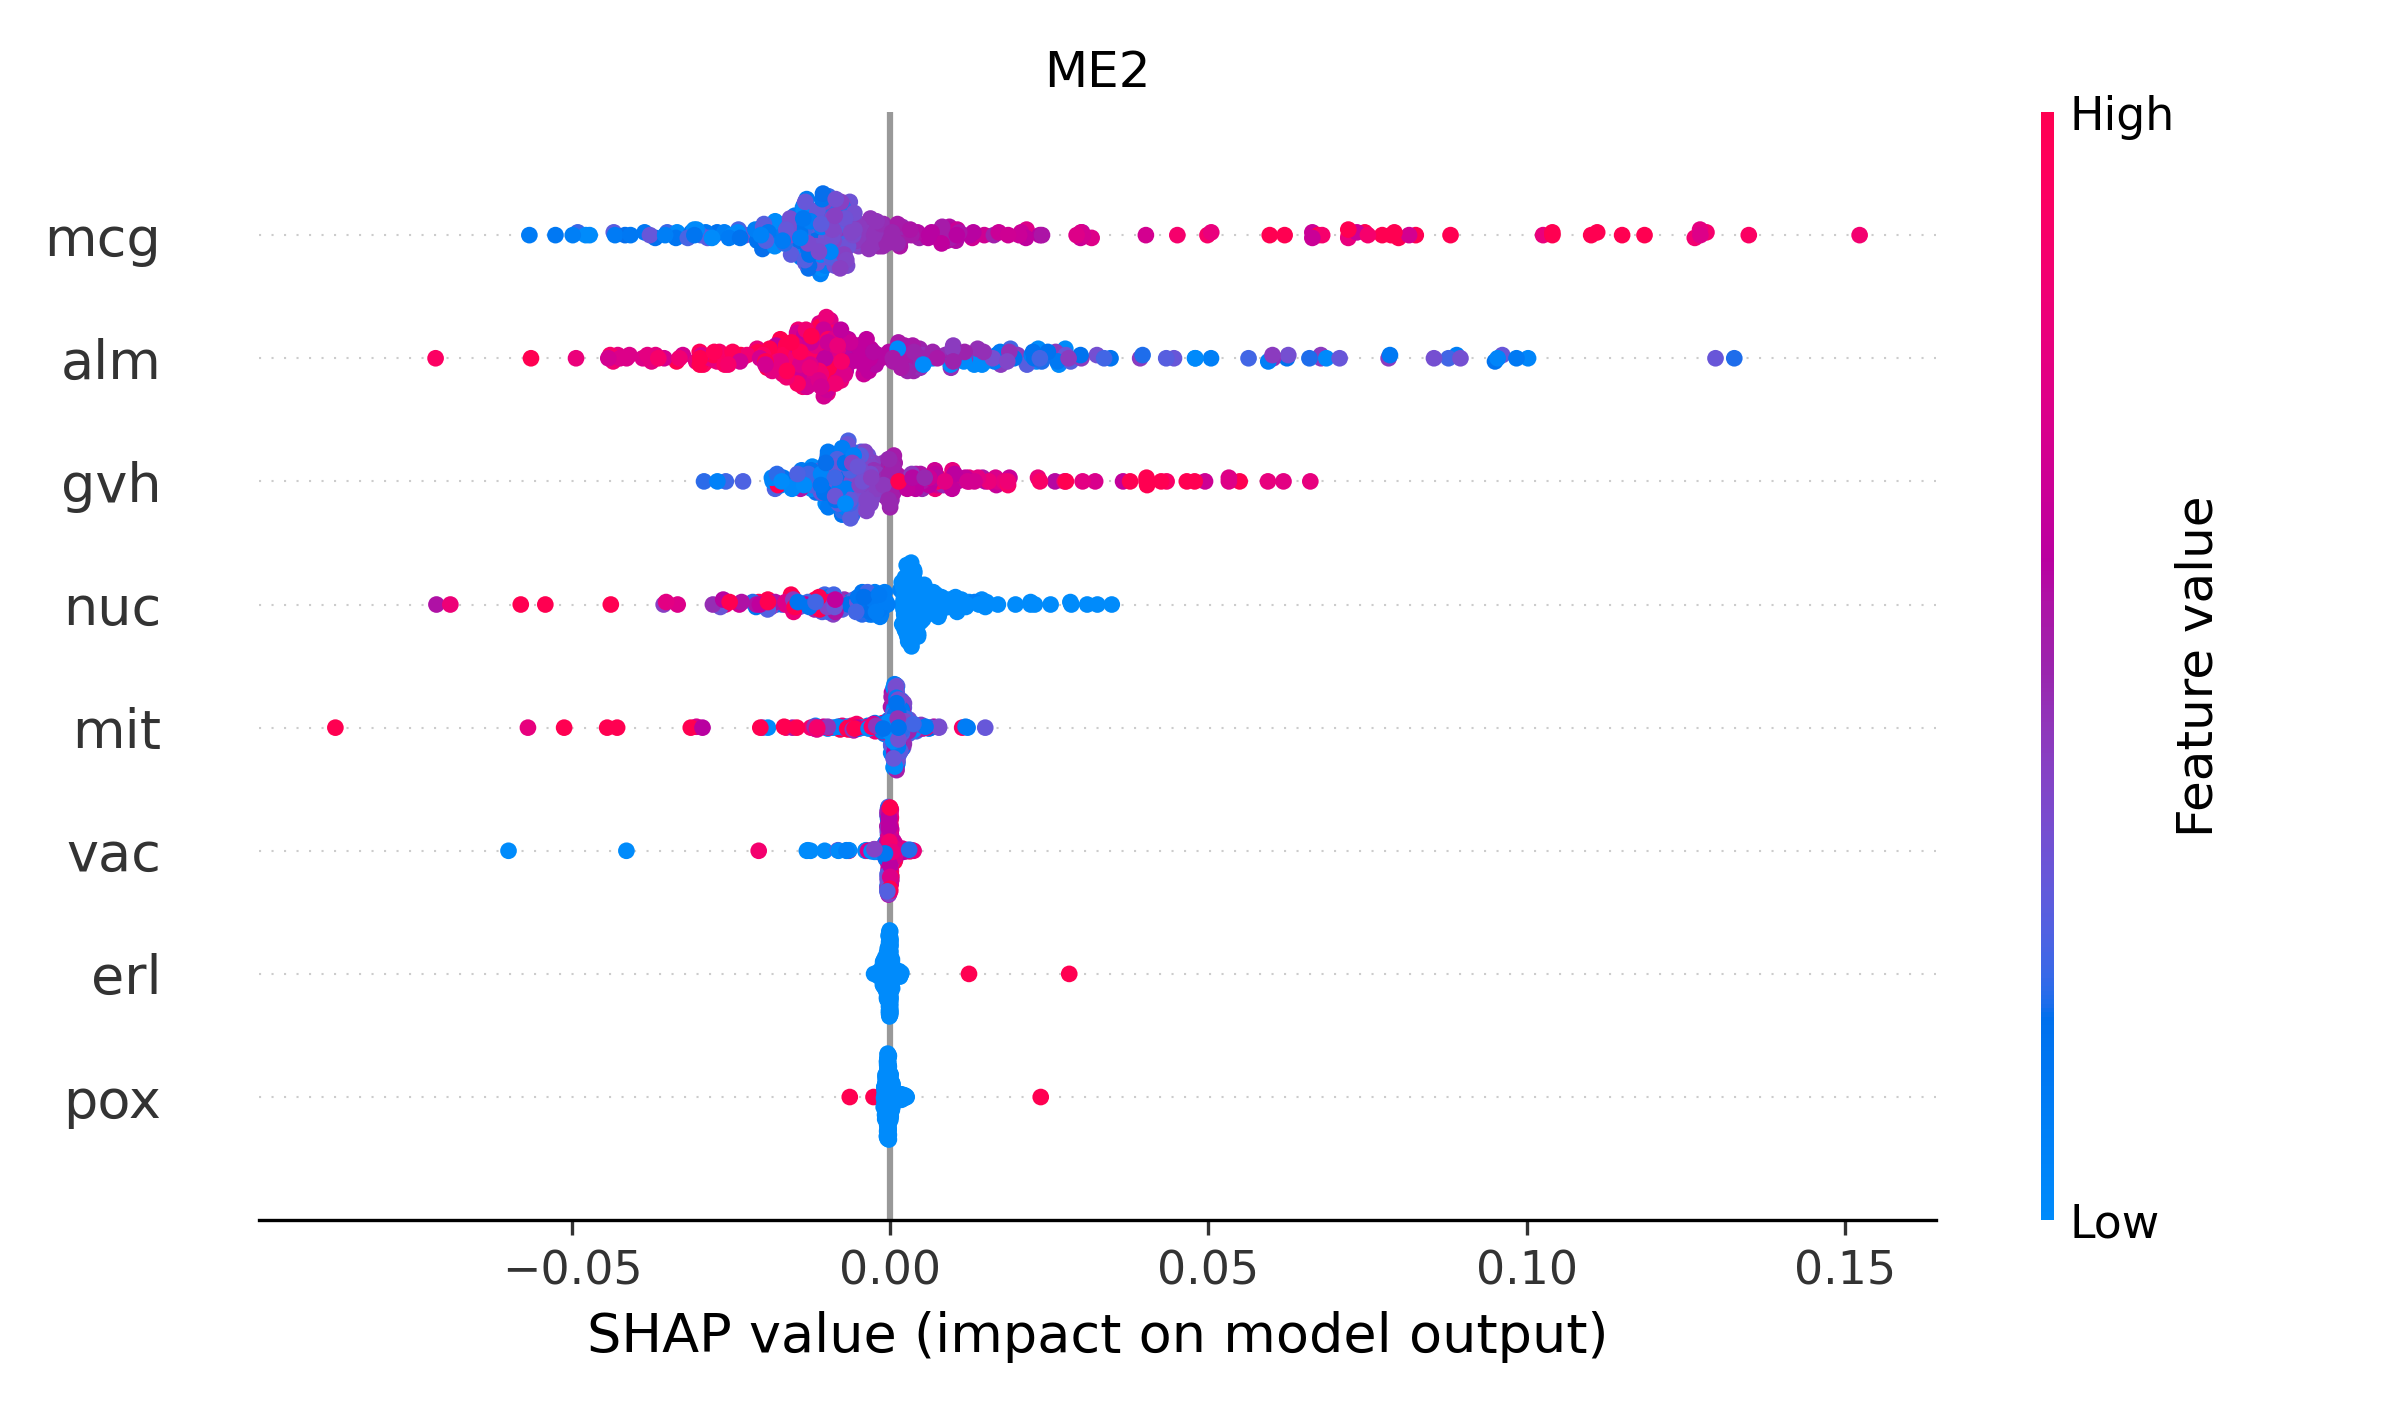 ME2
High
mcg
alm
gvh
nuc
mit
vac
erl
pox
Feature value
Low
−0.05 0.00 0.05 0.10 0.15
SHAP value (impact on model output)